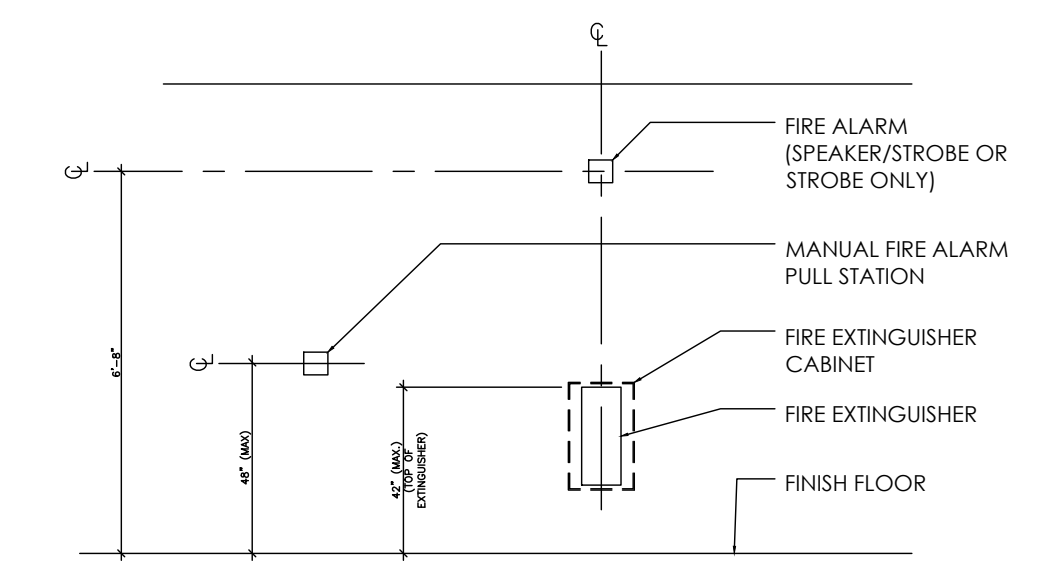 ℄
FIRE ALARM
(SPEAKER/STROBE OR
STROBE ONLY)
℄
MANUAL FIRE ALARM
PULL STATION
FIRE EXTINGUISHER
CABINET
℄
6'-8"
FIRE EXTINGUISHER
48" (MAX)
42" (MAX.)
(TOP OF
EXTINGUISHER)
FINISH FLOOR